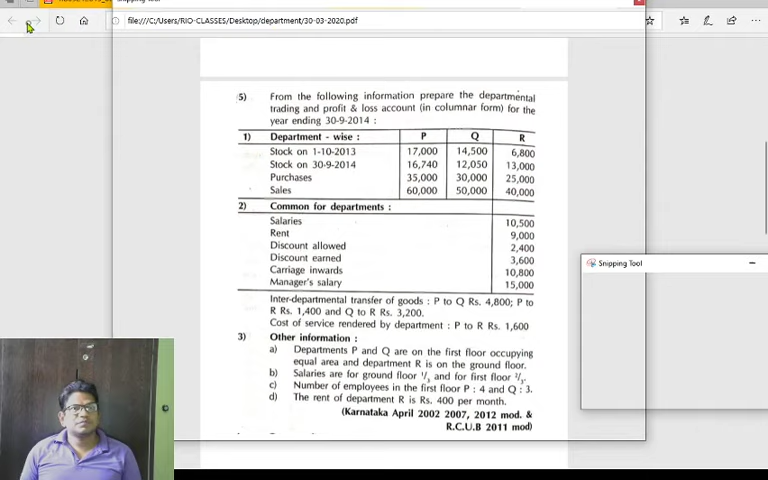 Snipping Tool
file:///C:/Users/RIO-CLASSES/Desktop/department/30-03-2020.pdf
5) From the following information prepare the departmental
trading and profit & loss account (in columnar form) for the
year ending 30-9-2014 :
1) Department - wise : P Q R
Stock on 1-10-2013 17,000 14,500 6,800
Stock on 30-9-2014 16,740 12,050 13,000
Purchases 35,000 30,000 25,000
Sales 60,000 50,000 40,000
2) Common for departments :
Salaries 10,500
Rent 9,000
Discount allowed 2,400
Discount earned 3,600
Carriage inwards 10,800
Manager's salary 15,000
Inter-departmental transfer of goods : P to Q Rs. 4,800; P to
R Rs. 1,400 and Q to R Rs. 3,200.
Cost of service rendered by department : P to R Rs. 1,600
3) Other information :
a) Departments P and Q are on the first floor occupying
equal area and department R is on the ground floor.
b) Salaries are for ground floor 1/3 and for first floor 2/3.
c) Number of employees in the first floor P : 4 and Q : 3.
d) The rent of department R is Rs. 400 per month.
(Karnataka April 2002 2007, 2012 mod. &
R.C.U.B 2011 mod)
Snipping Tool